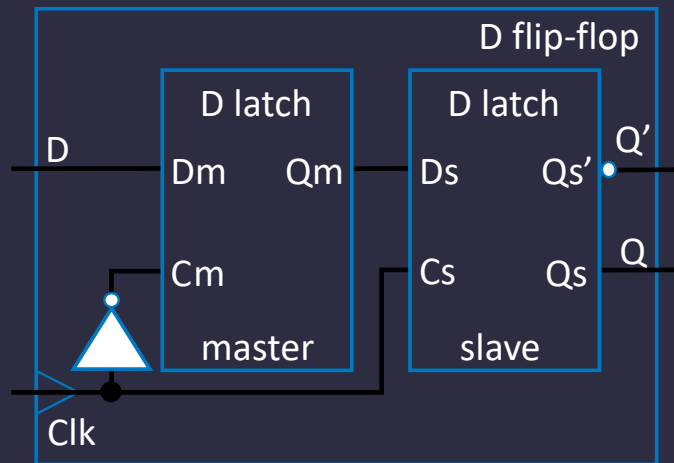 D flip-flop
D latch
D latch
D
Q’
Dm
Qm
Ds
Qs’
Cm
Cs
Qs
Q
master
slave
Clk